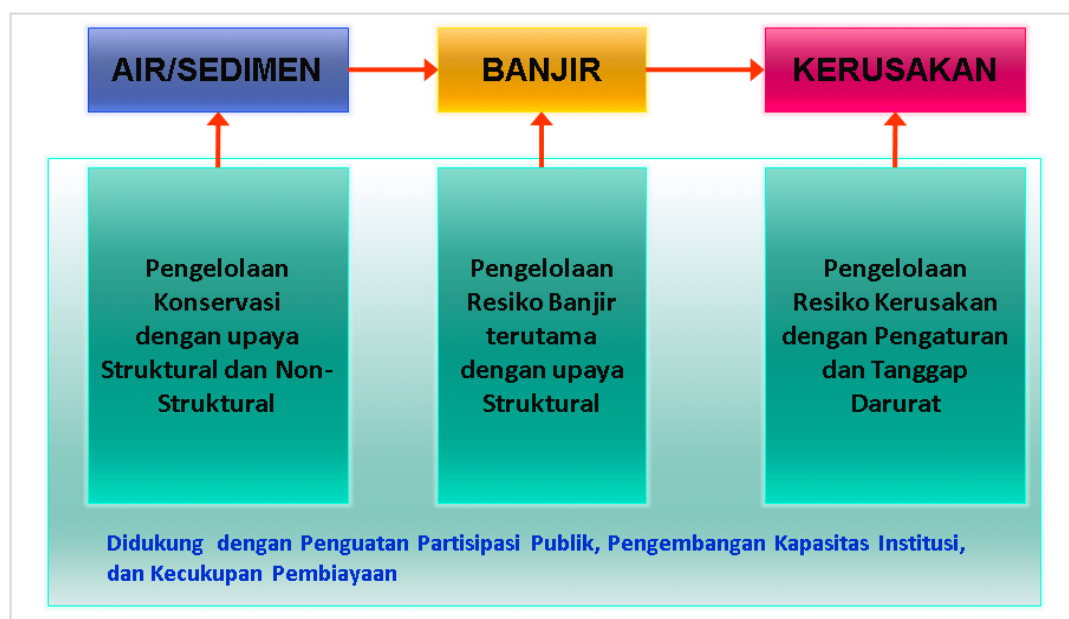 AIR/SEDIMEN
BANJIR
KERUSAKAN
Pengelolaan
Konservasi
dengan upaya
Struktural dan Non-
Struktural
Pengelolaan
Resiko Banjir
terutama
dengan upaya
Struktural
Pengelolaan
Resiko Kerusakan
dengan Pengaturan
dan Tanggap
Darurat
Didukung dengan Penguatan Partisipasi Publik, Pengembangan Kapasitas Institusi,
dan Kecukupan Pembiayaan